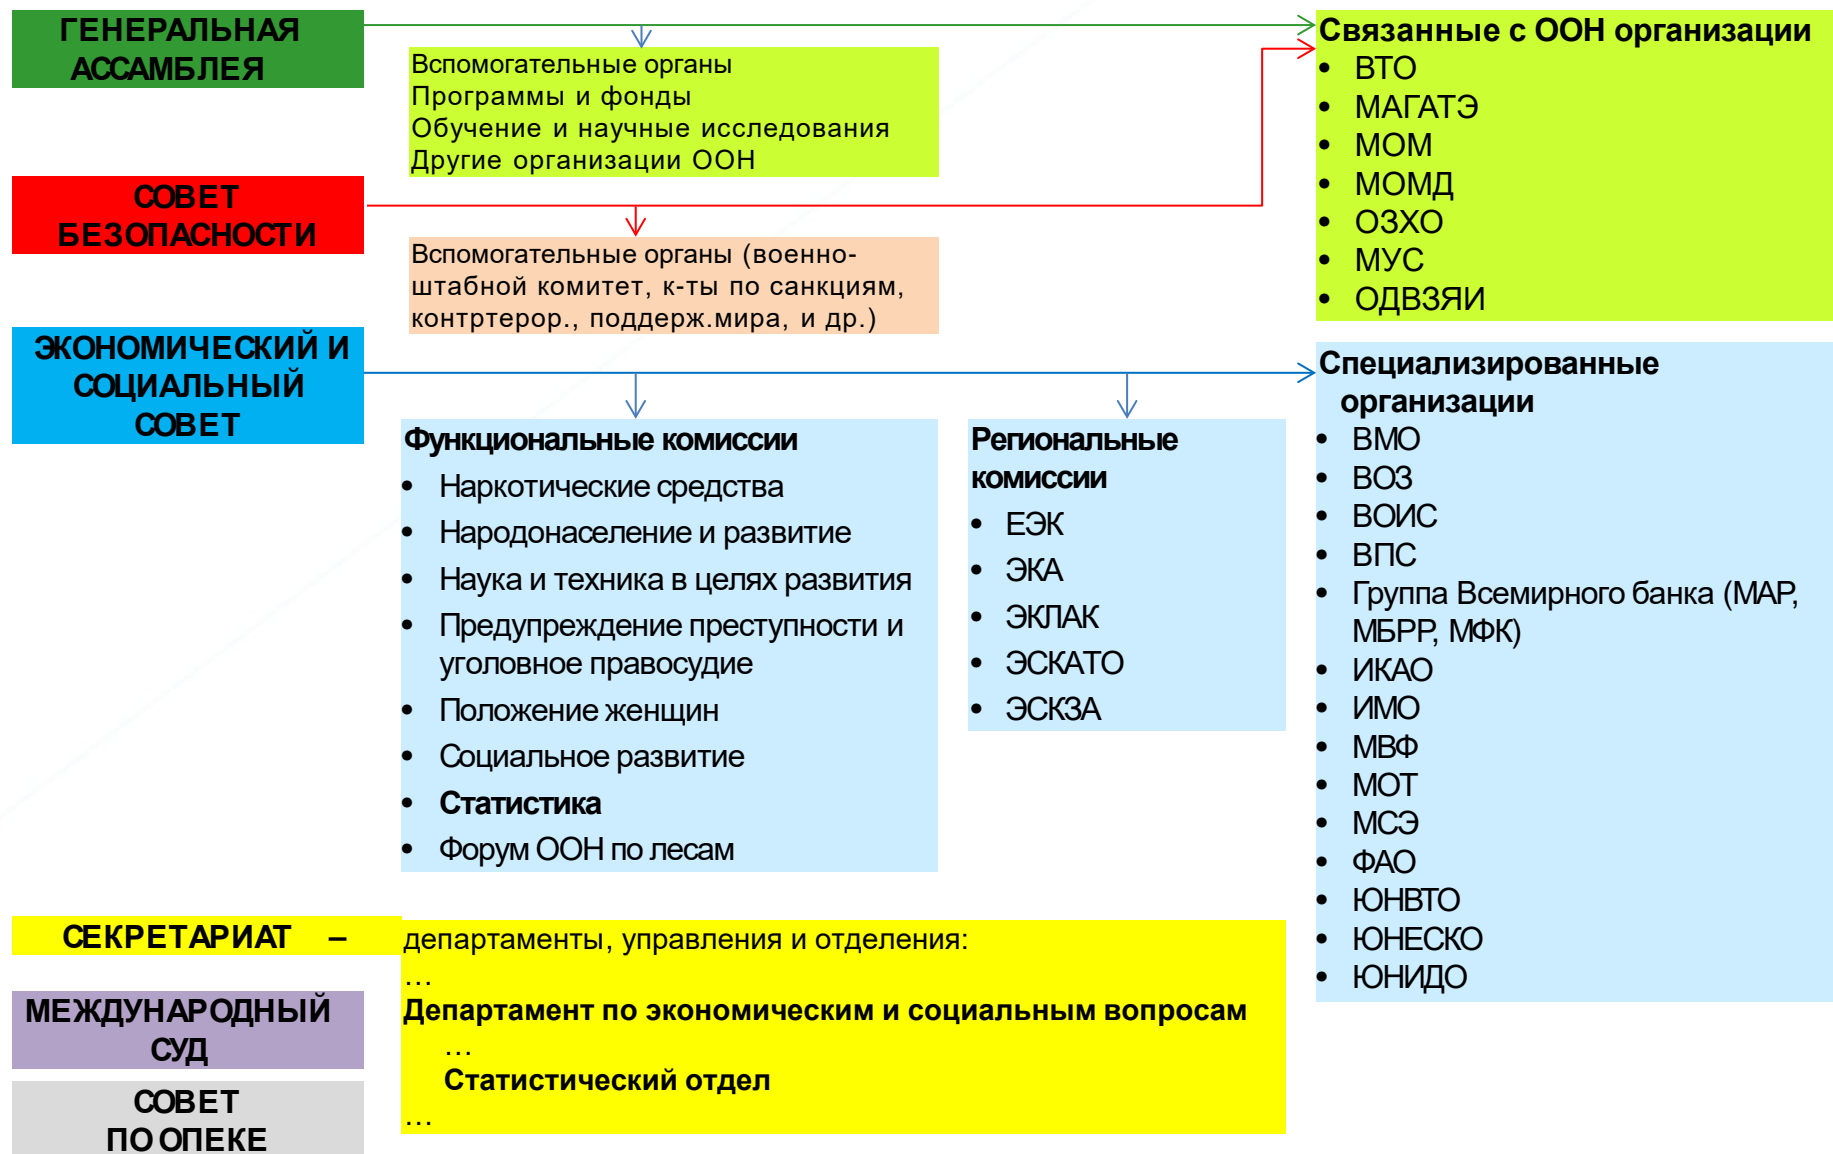 ГЕНЕРАЛЬНАЯ
АССАМБЛЕЯ
Вспомогательные органы
Программы и фонды
Обучение и научные исследования
Другие организации ООН
Связанные с ООН организации
• ВТО
• МАГАТЭ
• МОМ
• МОМД
• ОЗХО
• МУС
• ОДВЗЯИ
СОВЕТ
БЕЗОПАСНОСТИ
Вспомогательные органы (военно-
штабной комитет, к-ты по санкциям,
контртерор., поддерж.мира, и др.)
ЭКОНОМИЧЕСКИЙ И
СОЦИАЛЬНЫЙ
СОВЕТ
Функциональные комиссии
• Наркотические средства
• Народонаселение и развитие
• Наука и техника в целях развития
• Предупреждение преступности и
уголовное правосудие
• Положение женщин
• Социальное развитие
• Статистика
• Форум ООН по лесам
Региональные
комиссии
• ЕЭК
• ЭКА
• ЭКЛАК
• ЭСКАТО
• ЭСКЗА
Специализированные
организации
• ВМО
• ВОЗ
• ВОИС
• ВПС
• Группа Всемирного банка (МАР,
МБРР, МФК)
• ИКАО
• ИМО
• МВФ
• МОТ
• МСЭ
• ФАО
• ЮНВТО
• ЮНЕСКО
• ЮНИДО
СЕКРЕТАРИАТ –
департаменты, управления и отделения:
…
Департамент по экономическим и социальным вопросам
…
Статистический отдел
…
МЕЖДУНАРОДНЫЙ
СУД
СОВЕТ
ПО ОПЕКЕ